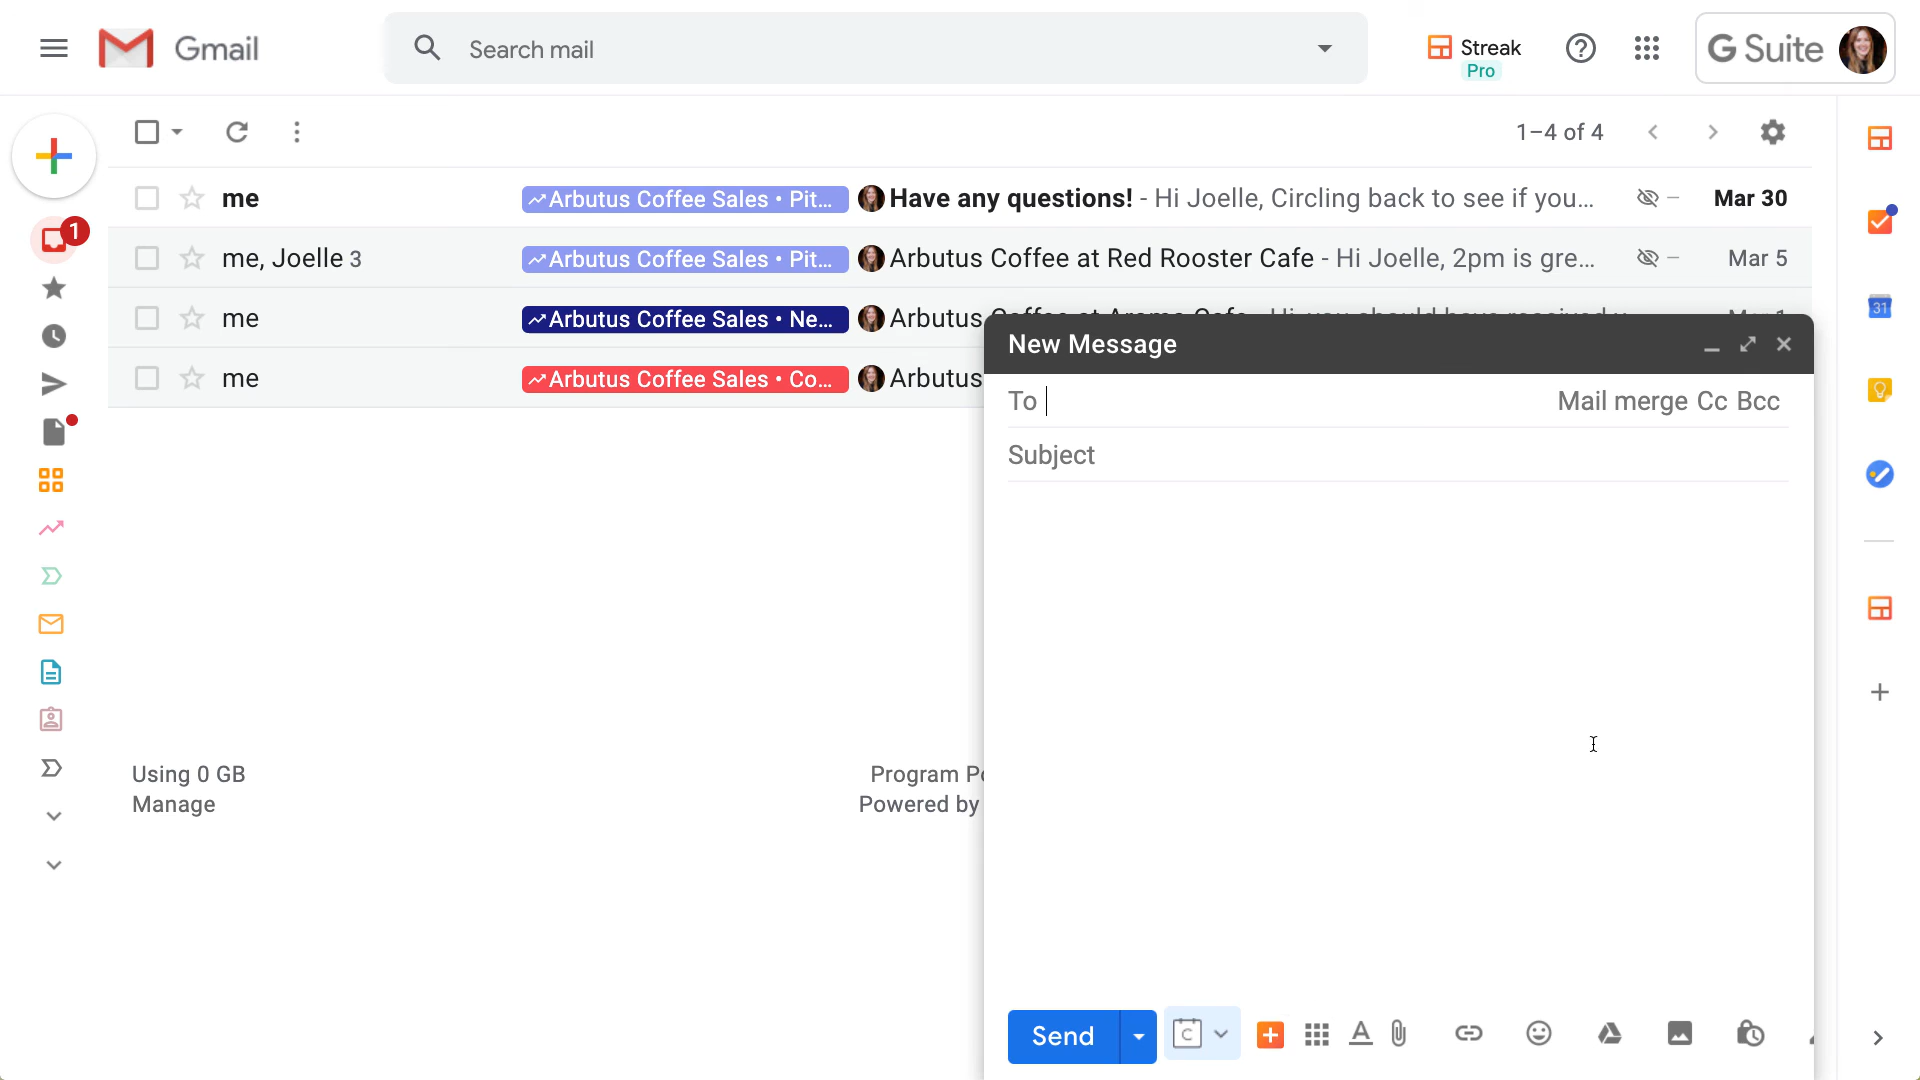 Gmail
Search mail
Streak
Pro
G Suite
1–4 of 4
1
me
Arbutus Coffee Sales • Pit...
Have any questions! - Hi Joelle, Circling back to see if you...
Mar 30
me, Joelle 3
Arbutus Coffee Sales • Pit...
Arbutus Coffee at Red Rooster Cafe - Hi Joelle, 2pm is gre...
Mar 5
31
me
Arbutus Coffee Sales • Ne...
Arbutus
me
Arbutus Coffee Sales • Co...
Arbutus
New Message
To
Mail merge Cc Bcc
Subject
Using 0 GB
Manage
Program
Powered by
Send
C
A